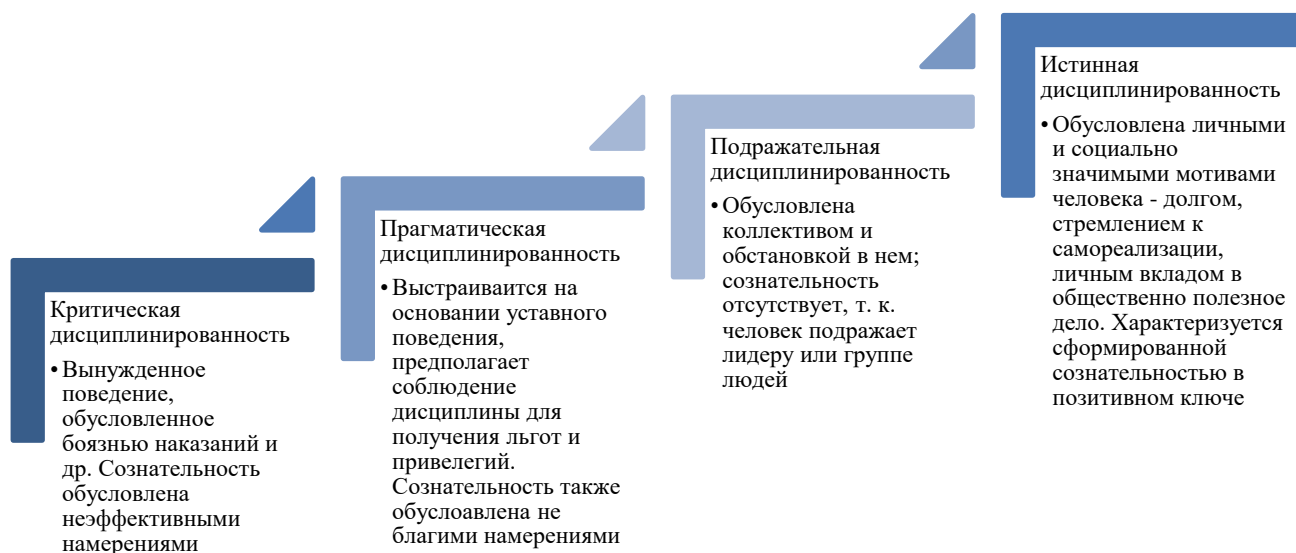 Критическая
дисциплинированность
• Вынужденное
поведение,
обусловленное
боязнью наказаний и
др. Сознательность
обусловлена
неэффективными
намерениями
Прагматическая
дисциплинированность
• Выстраиваится на
основании уставного
поведения,
предполагает
соблюдение
дисциплины для
получения льгот и
привелегий.
Сознательность также
обуслоавлена не
благими намерениями
Подражательная
дисциплинированность
• Обусловлена
коллективом и
обстановкой в нем;
сознательность
отсутствует, т. к.
человек подражает
лидеру или группе
людей
Истинная
дисциплинированность
• Обусловлена личными
и социально
значимыми мотивами
человека - долгом,
стремлением к
самореализации,
личным вкладом в
общественно полезное
дело. Характеризуется
сформированной
сознательностью в
позитивном ключе